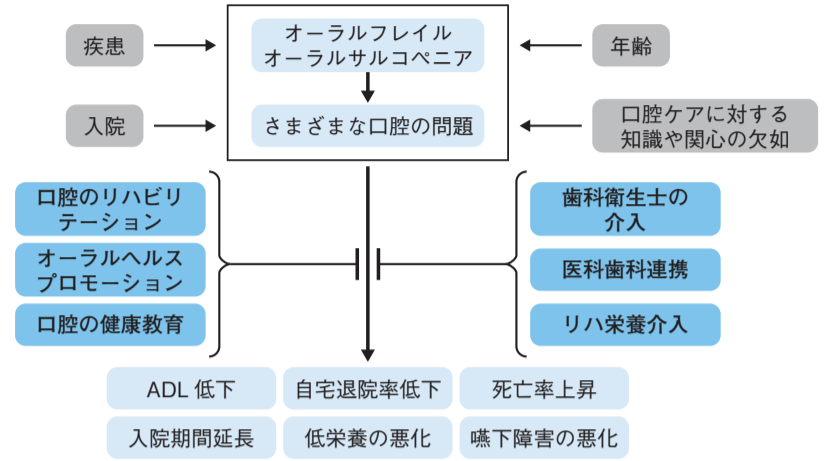 疾患
オーラルフレイル
オーラルサルコペニア
年齢
入院
さまざまな口腔の問題
口腔ケアに対する
知識や関心の欠如
口腔のリハビリ
テーション
オーラルヘルス
プロモーション
口腔の健康教育
歯科衛生士の
介入
医科歯科連携
リハ栄養介入
ADL 低下
自宅退院率低下
死亡率上昇
入院期間延長
低栄養の悪化
嚥下障害の悪化